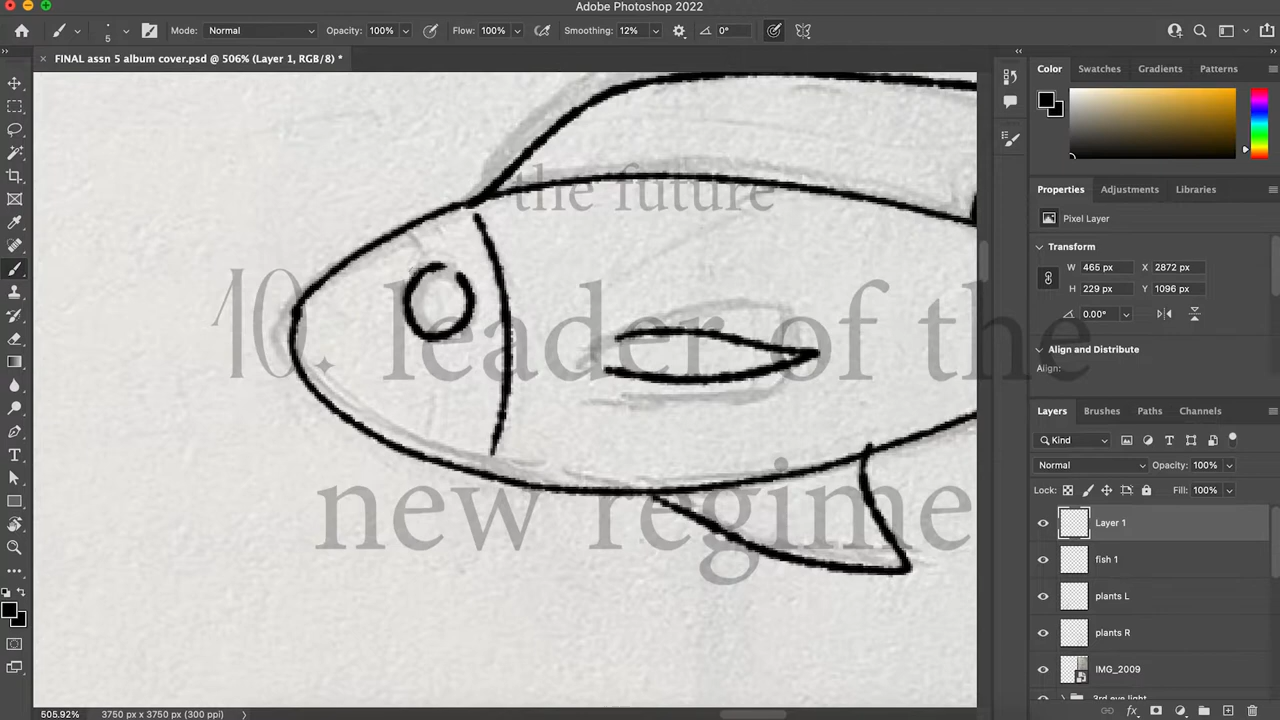 Adobe Photoshop 2022
5
Mode: Normal
Opacity: 100%
Flow: 100%
Smoothing: 12%
0°
× FINAL assn 5 album cover.psd @ 506% (Layer 1, RGB/8) *
the future
10 leader of the
new regime
Color Swatches Gradients Patterns
Properties Adjustments Libraries
Pixel Layer
Transform
W 465 px X 2872 px
H 229 px Y 1096 px
0.00°
Align and Distribute
Align:
Layers Brushes Paths Channels
Kind
Normal Opacity: 100%
Lock: Fill: 100%
Layer 1
fish 1
plants L
plants R
IMG_2009
3rd eye light
505.92% 3750 px x 3750 px (300 ppi)